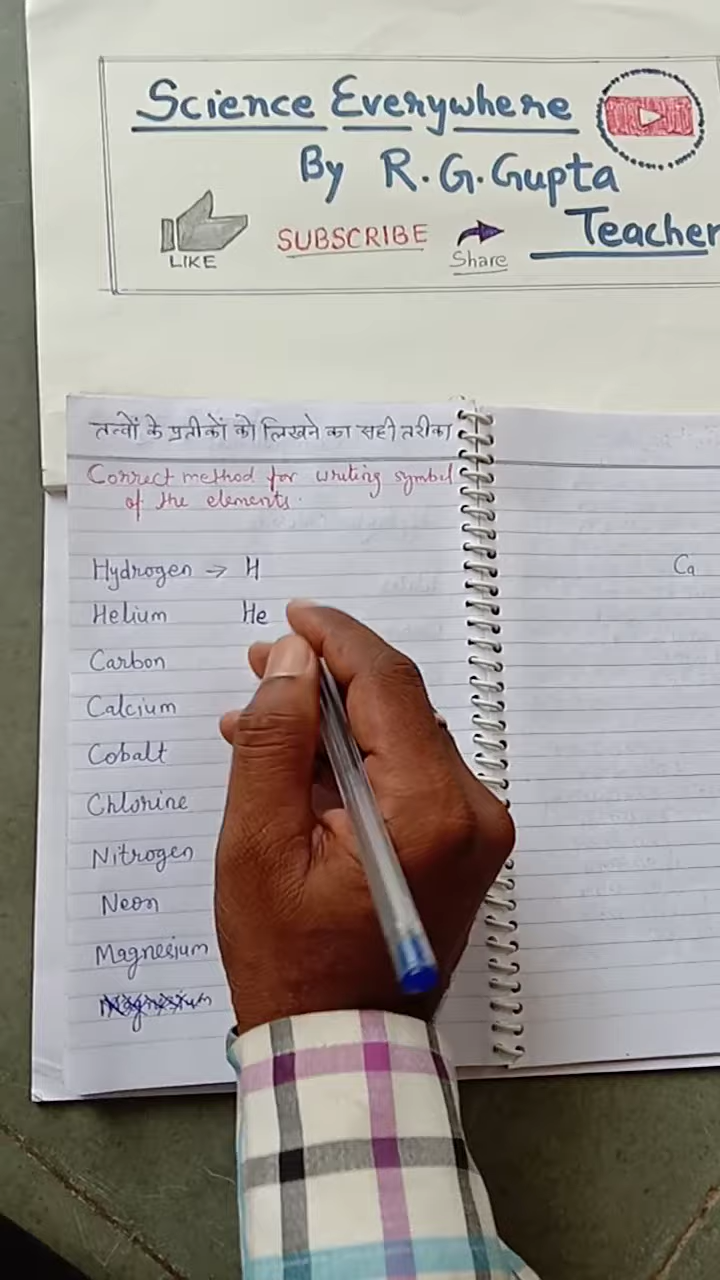 Science Everywhere
By R.G.Gupta
Teacher
LIKE
SUBSCRIBE
Share
तत्वों के प्रतीकों को लिखने का सही तरीका
Correct method for writing symbol
of the elements.
Hydrogen → H
Helium He
Carbon
Calcium
Cobalt
Chlorine
Nitrogen
Neon
Magnesium
Magnesium
Ca